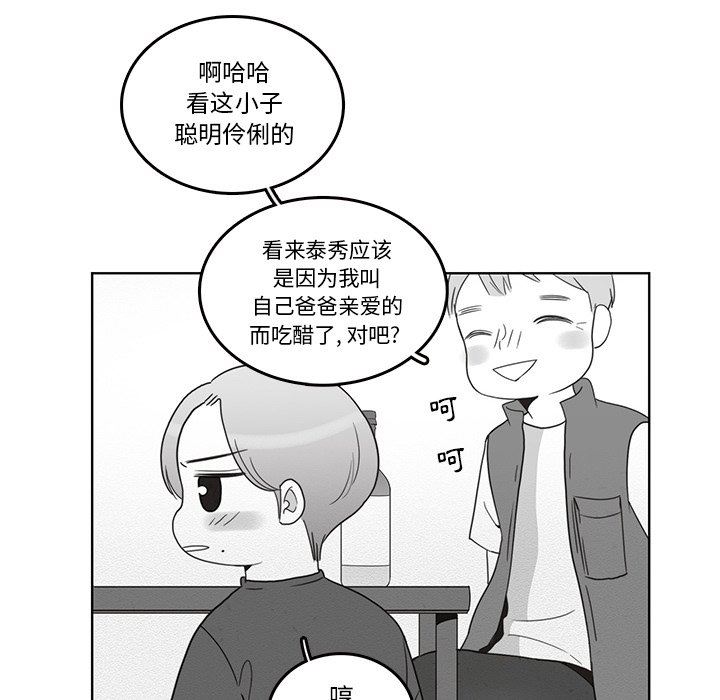 啊哈哈
看这小子
聪明伶俐的
看来泰秀应该
是因为我叫
自己爸爸亲爱的
而吃醋了, 对吧?
呵
呵
哼